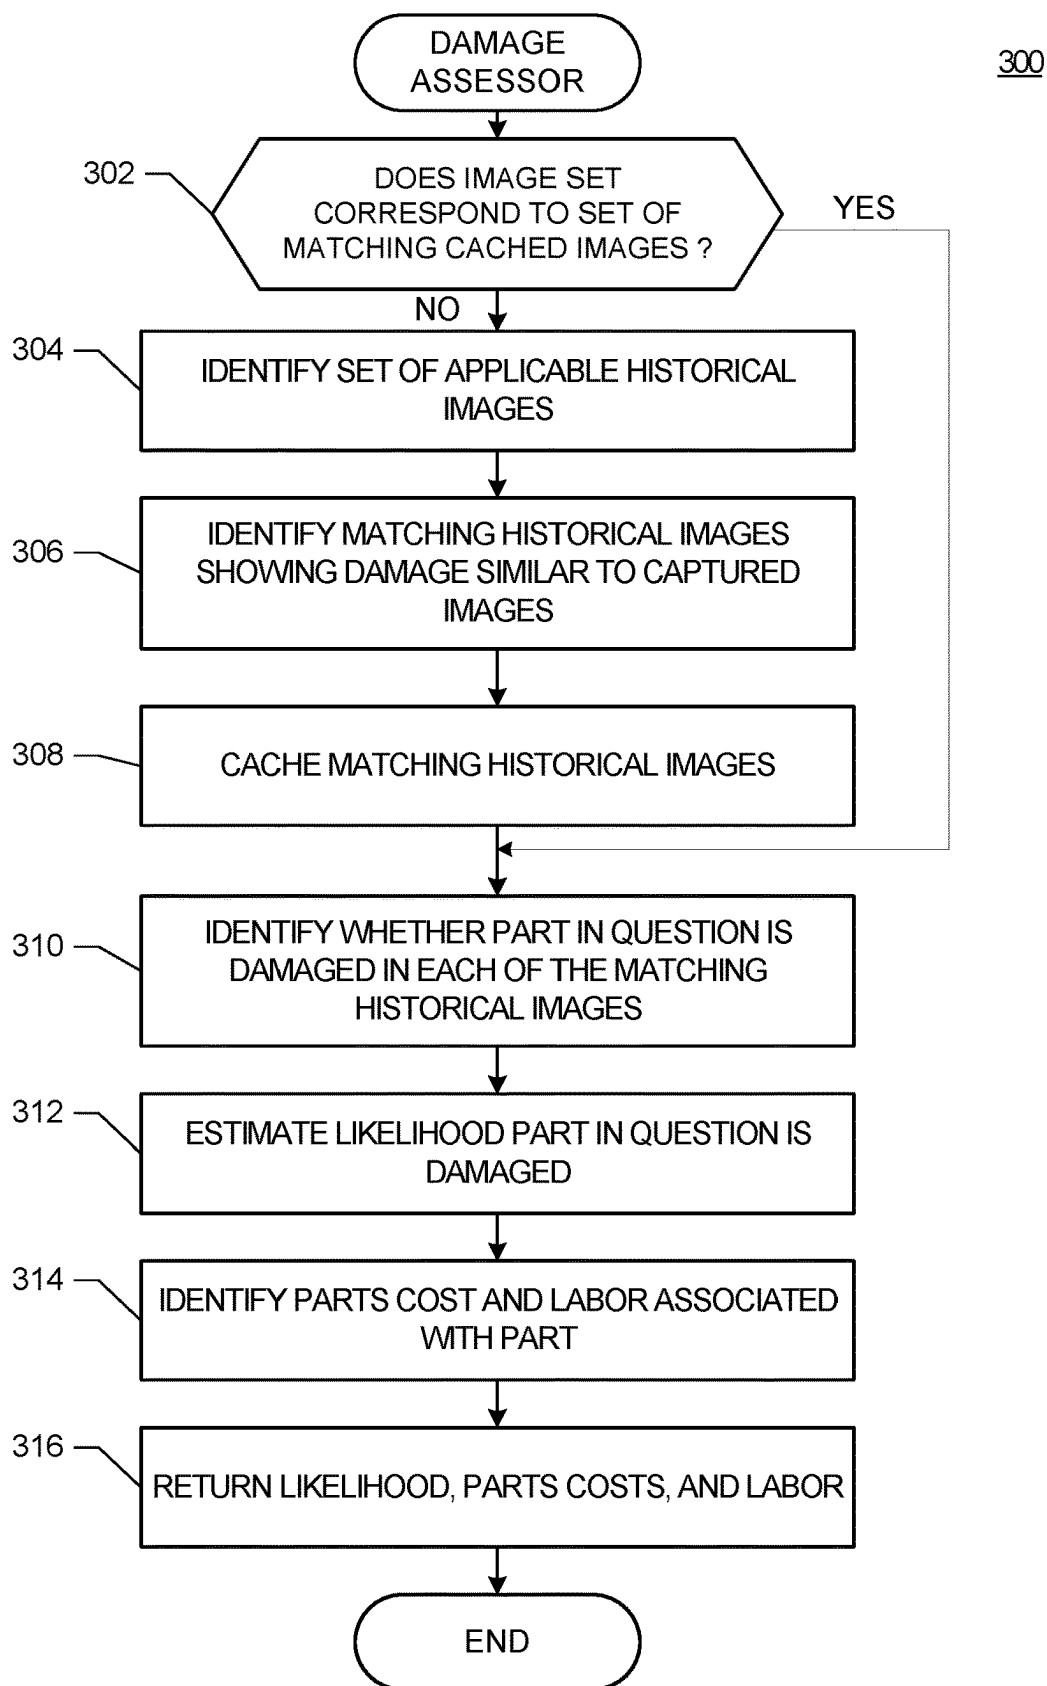 DAMAGE
ASSESSOR
300
302
DOES IMAGE SET
CORRESPOND TO SET OF
MATCHING CACHED IMAGES ?
YES
NO
304
IDENTIFY SET OF APPLICABLE HISTORICAL
IMAGES
306
IDENTIFY MATCHING HISTORICAL IMAGES
SHOWING DAMAGE SIMILAR TO CAPTURED
IMAGES
308
CACHE MATCHING HISTORICAL IMAGES
310
IDENTIFY WHETHER PART IN QUESTION IS
DAMAGED IN EACH OF THE MATCHING
HISTORICAL IMAGES
312
ESTIMATE LIKELIHOOD PART IN QUESTION IS
DAMAGED
314
IDENTIFY PARTS COST AND LABOR ASSOCIATED
WITH PART
316
RETURN LIKELIHOOD, PARTS COSTS, AND LABOR
END